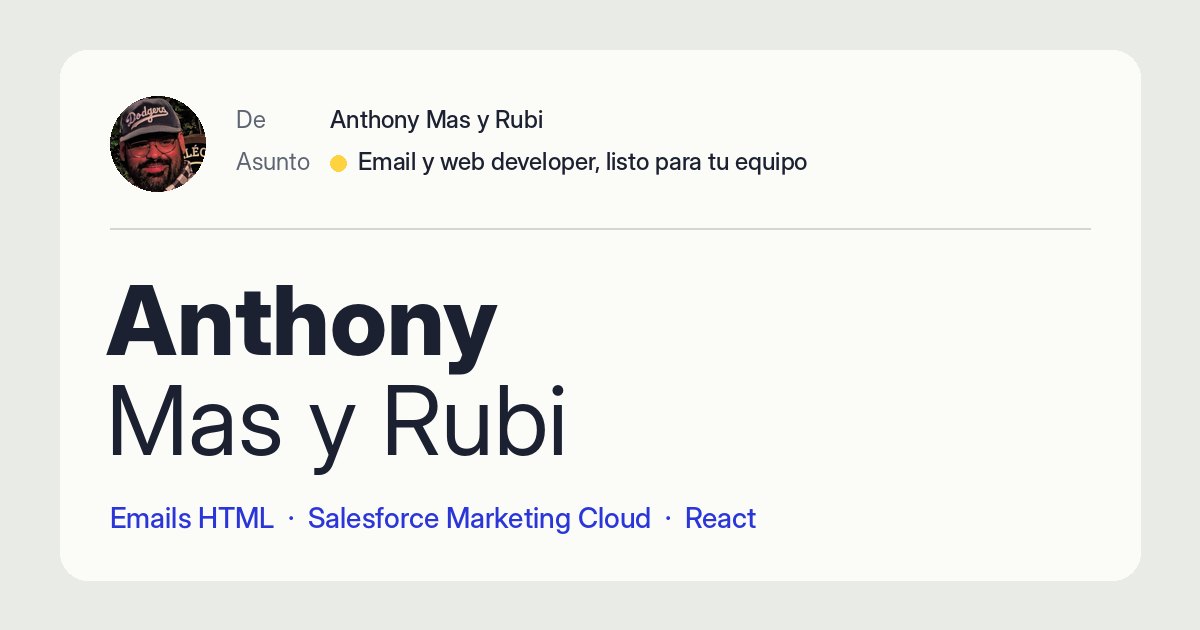 De Anthony Mas y Rubi
Asunto Email y web developer, listo para tu equipo
Anthony
Mas y Rubi
Emails HTML · Salesforce Marketing Cloud · React
Dodgers